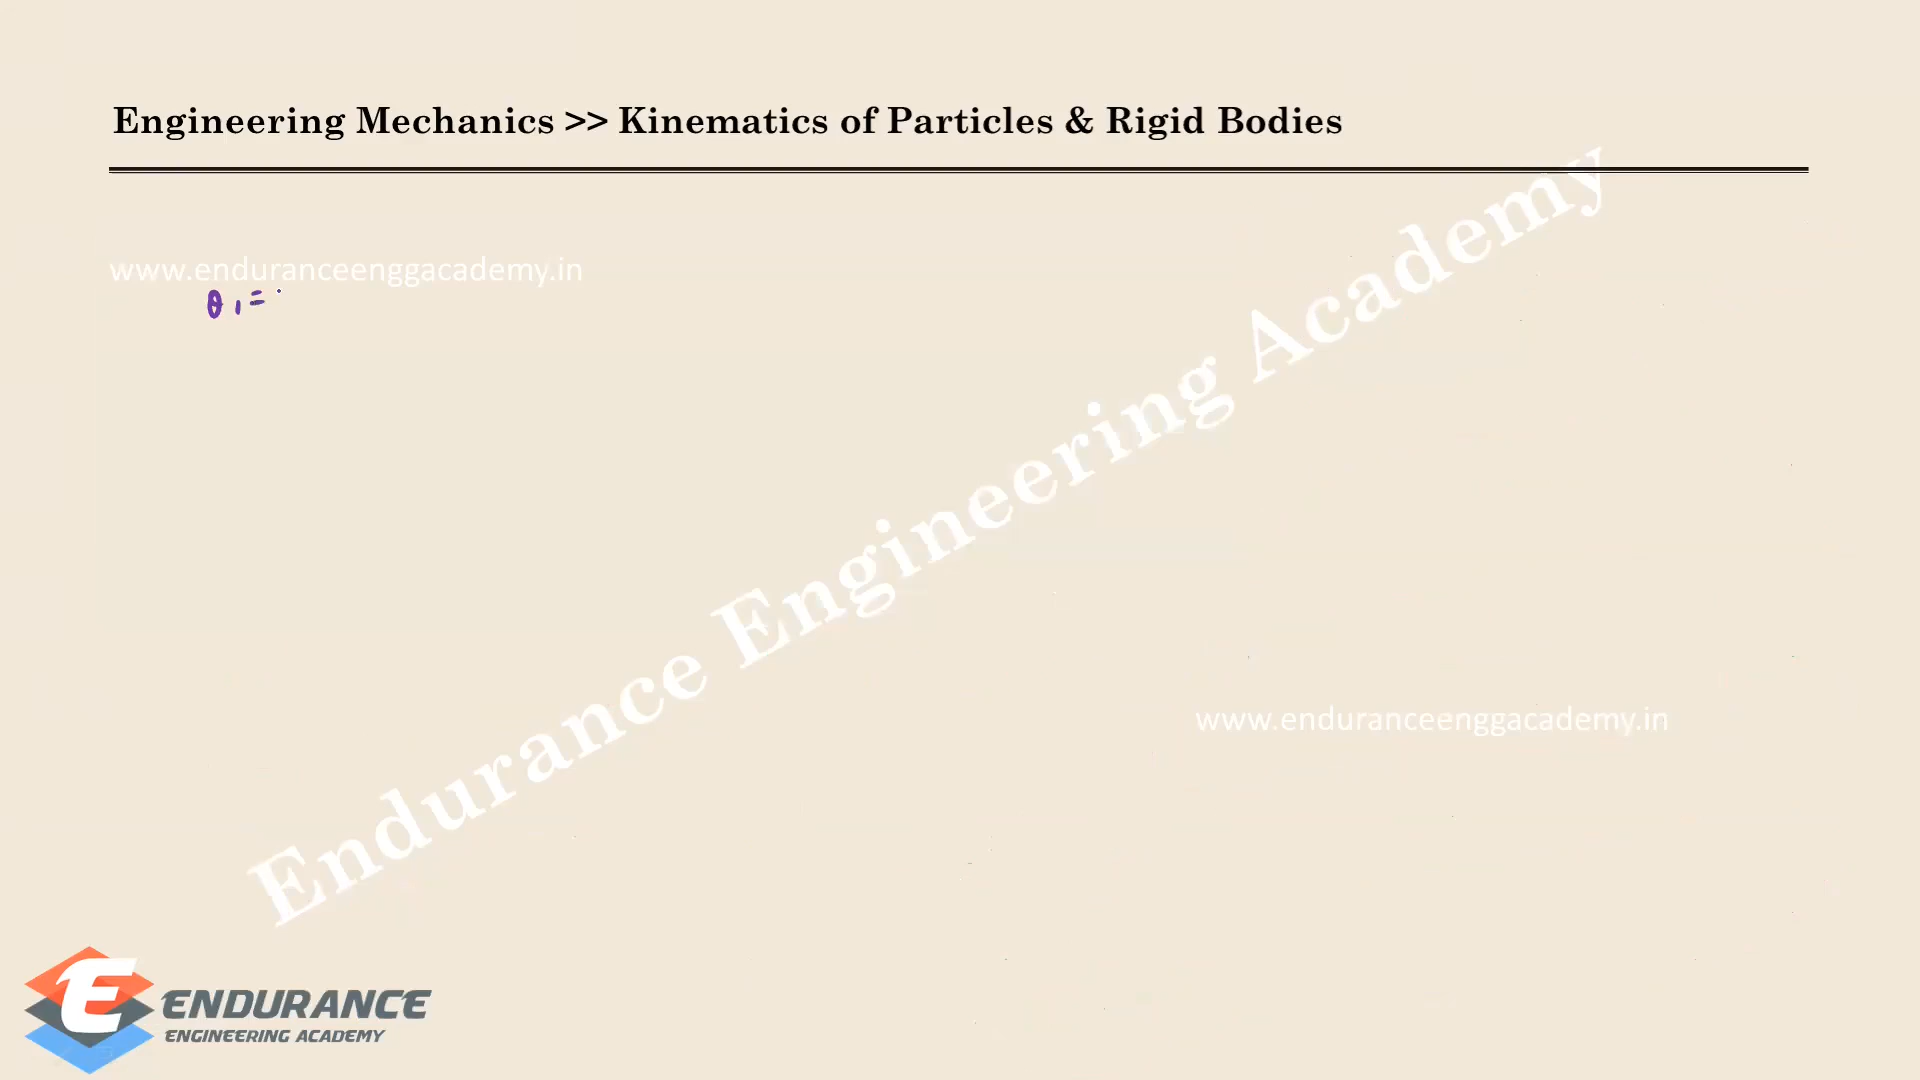 Engineering Mechanics >> Kinematics of Particles & Rigid Bodies
www.enduranceenggacademy.in
θ₁ =
Endurance Engineering Academy
www.enduranceenggacademy.in
ENDURANCE
ENGINEERING ACADEMY